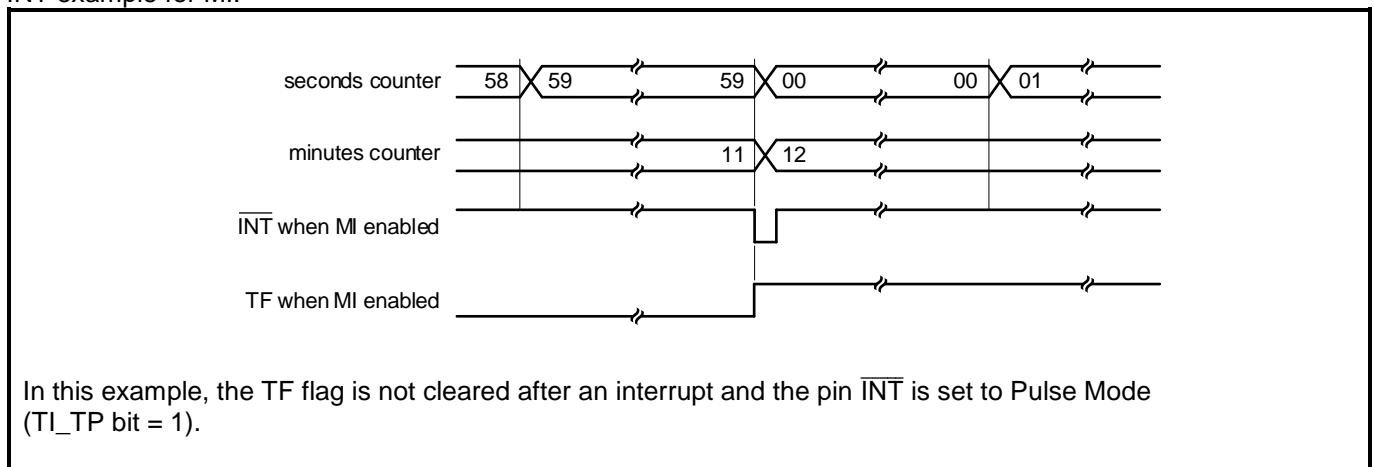 INT example for MI.
seconds counter 58 59 59 00 00 01
minutes counter 11 12
INT when MI enabled
TF when MI enabled
In this example, the TF flag is not cleared after an interrupt and the pin INT is set to Pulse Mode
(TI_TP bit = 1).